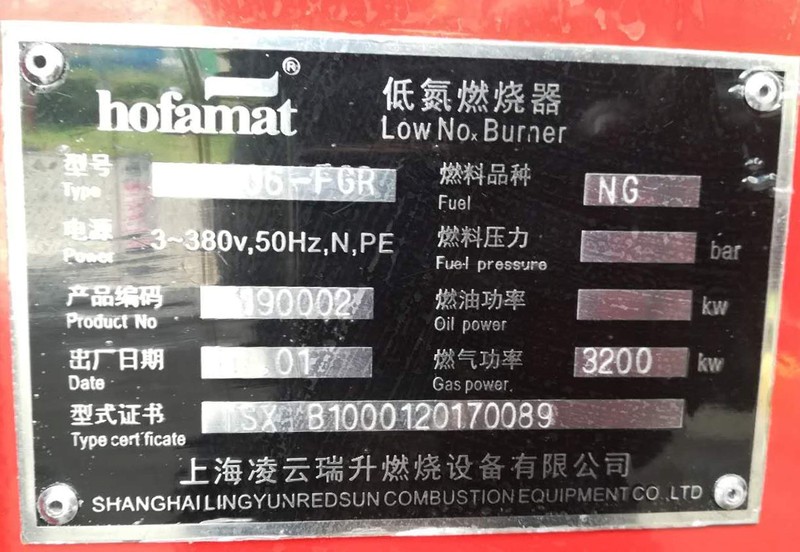 hofamat®
低氮燃烧器
Low Nox Burner
型号 06-FGR
Type
燃料品种 NG
Fuel
电源 3~380v,50Hz,N,PE
Power
燃料压力 bar
Fuel pressure
产品编码 190002
Product No
燃油功率 kw
Oil power
出厂日期 01
Date
燃气功率 3200 kw
Gas power.
型式证书 TSX B1000120170089
Type certificate
上海凌云瑞升燃烧设备有限公司
SHANGHAI LINGYUNREDSUN COMBUSTION EQUIPMENT CO.,LTD